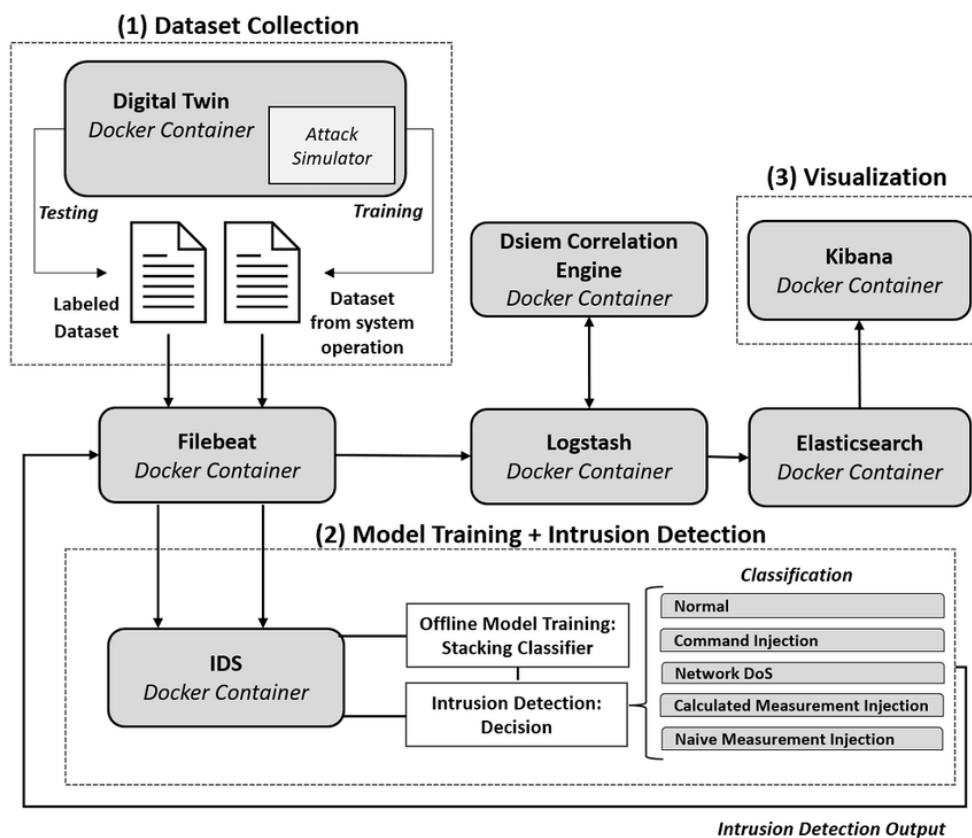 (1) Dataset Collection
Digital Twin
Docker Container
Attack
Simulator
Testing
Training
Labeled
Dataset
Dataset
from system
operation
Dsiem Correlation
Engine
Docker Container
(3) Visualization
Kibana
Docker Container
Filebeat
Docker Container
Logstash
Docker Container
Elasticsearch
Docker Container
(2) Model Training + Intrusion Detection
IDS
Docker Container
Offline Model Training:
Stacking Classifier
Intrusion Detection:
Decision
Classification
Normal
Command Injection
Network DoS
Calculated Measurement Injection
Naive Measurement Injection
Intrusion Detection Output